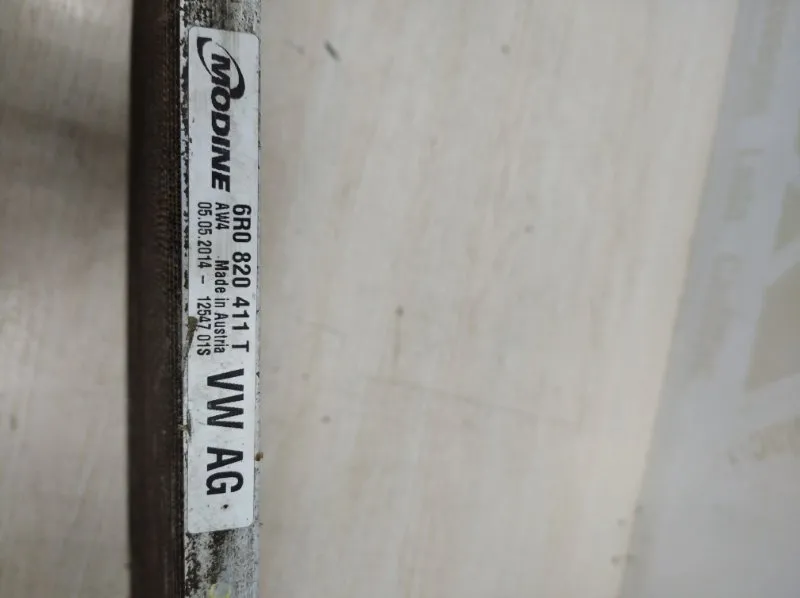 MODINE
6R0 820 411 T
AW4 Made in Austria
05.05.2014 - 12547 01S
VW AG